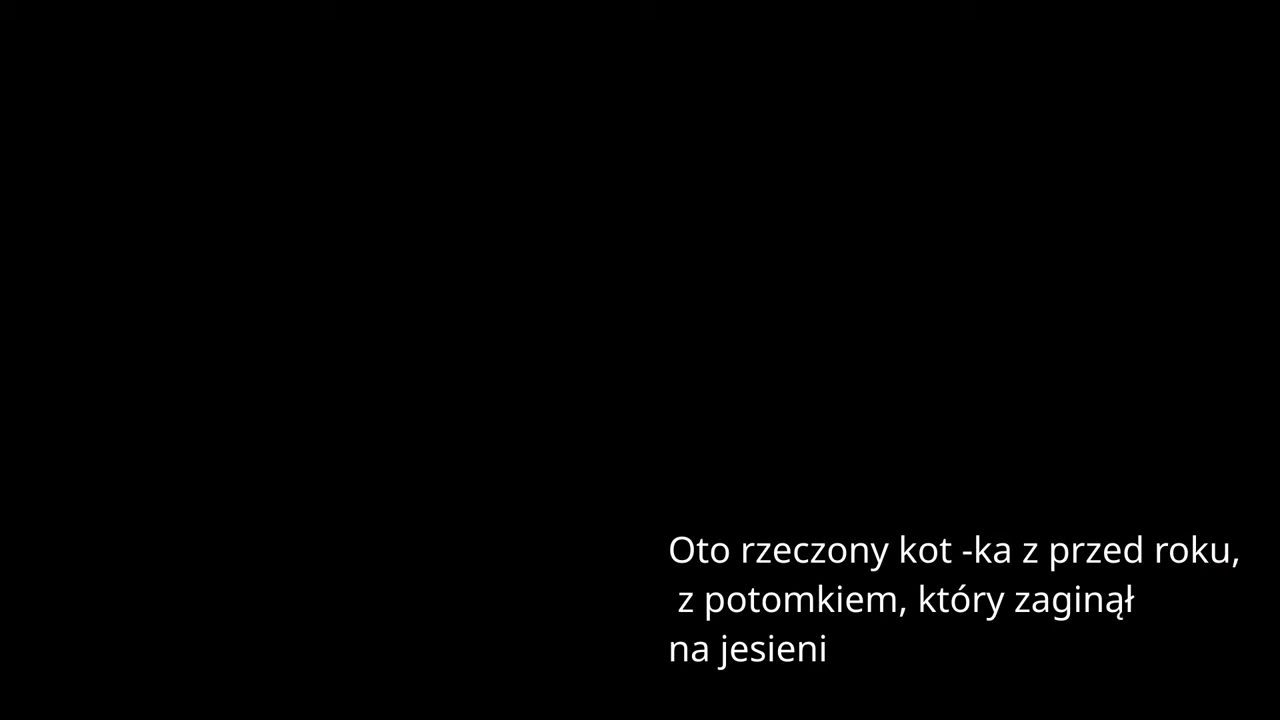 Oto rzeczony kot -ka z przed roku,
z potomkiem, który zaginął
na jesieni